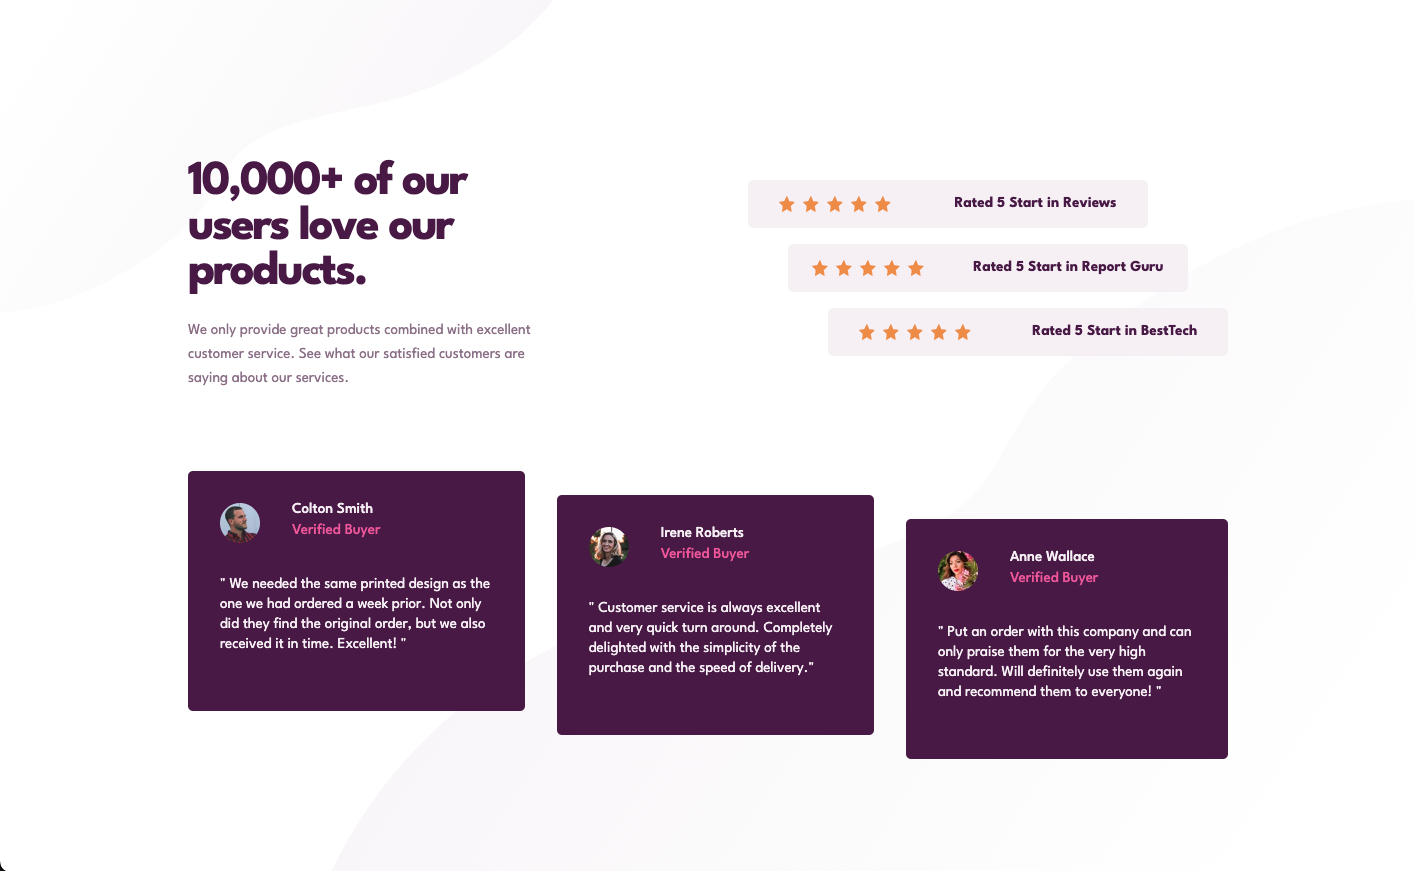 10,000+ of our
users love our
products.
We only provide great products combined with excellent
customer service. See what our satisfied customers are
saying about our services.
Rated 5 Start in Reviews
Rated 5 Start in Report Guru
Rated 5 Start in BestTech
Colton Smith
Verified Buyer
" We needed the same printed design as the
one we had ordered a week prior. Not only
did they find the original order, but we also
received it in time. Excellent! "
Irene Roberts
Verified Buyer
" Customer service is always excellent
and very quick turn around. Completely
delighted with the simplicity of the
purchase and the speed of delivery."
Anne Wallace
Verified Buyer
" Put an order with this company and can
only praise them for the very high
standard. Will definitely use them again
and recommend them to everyone! "